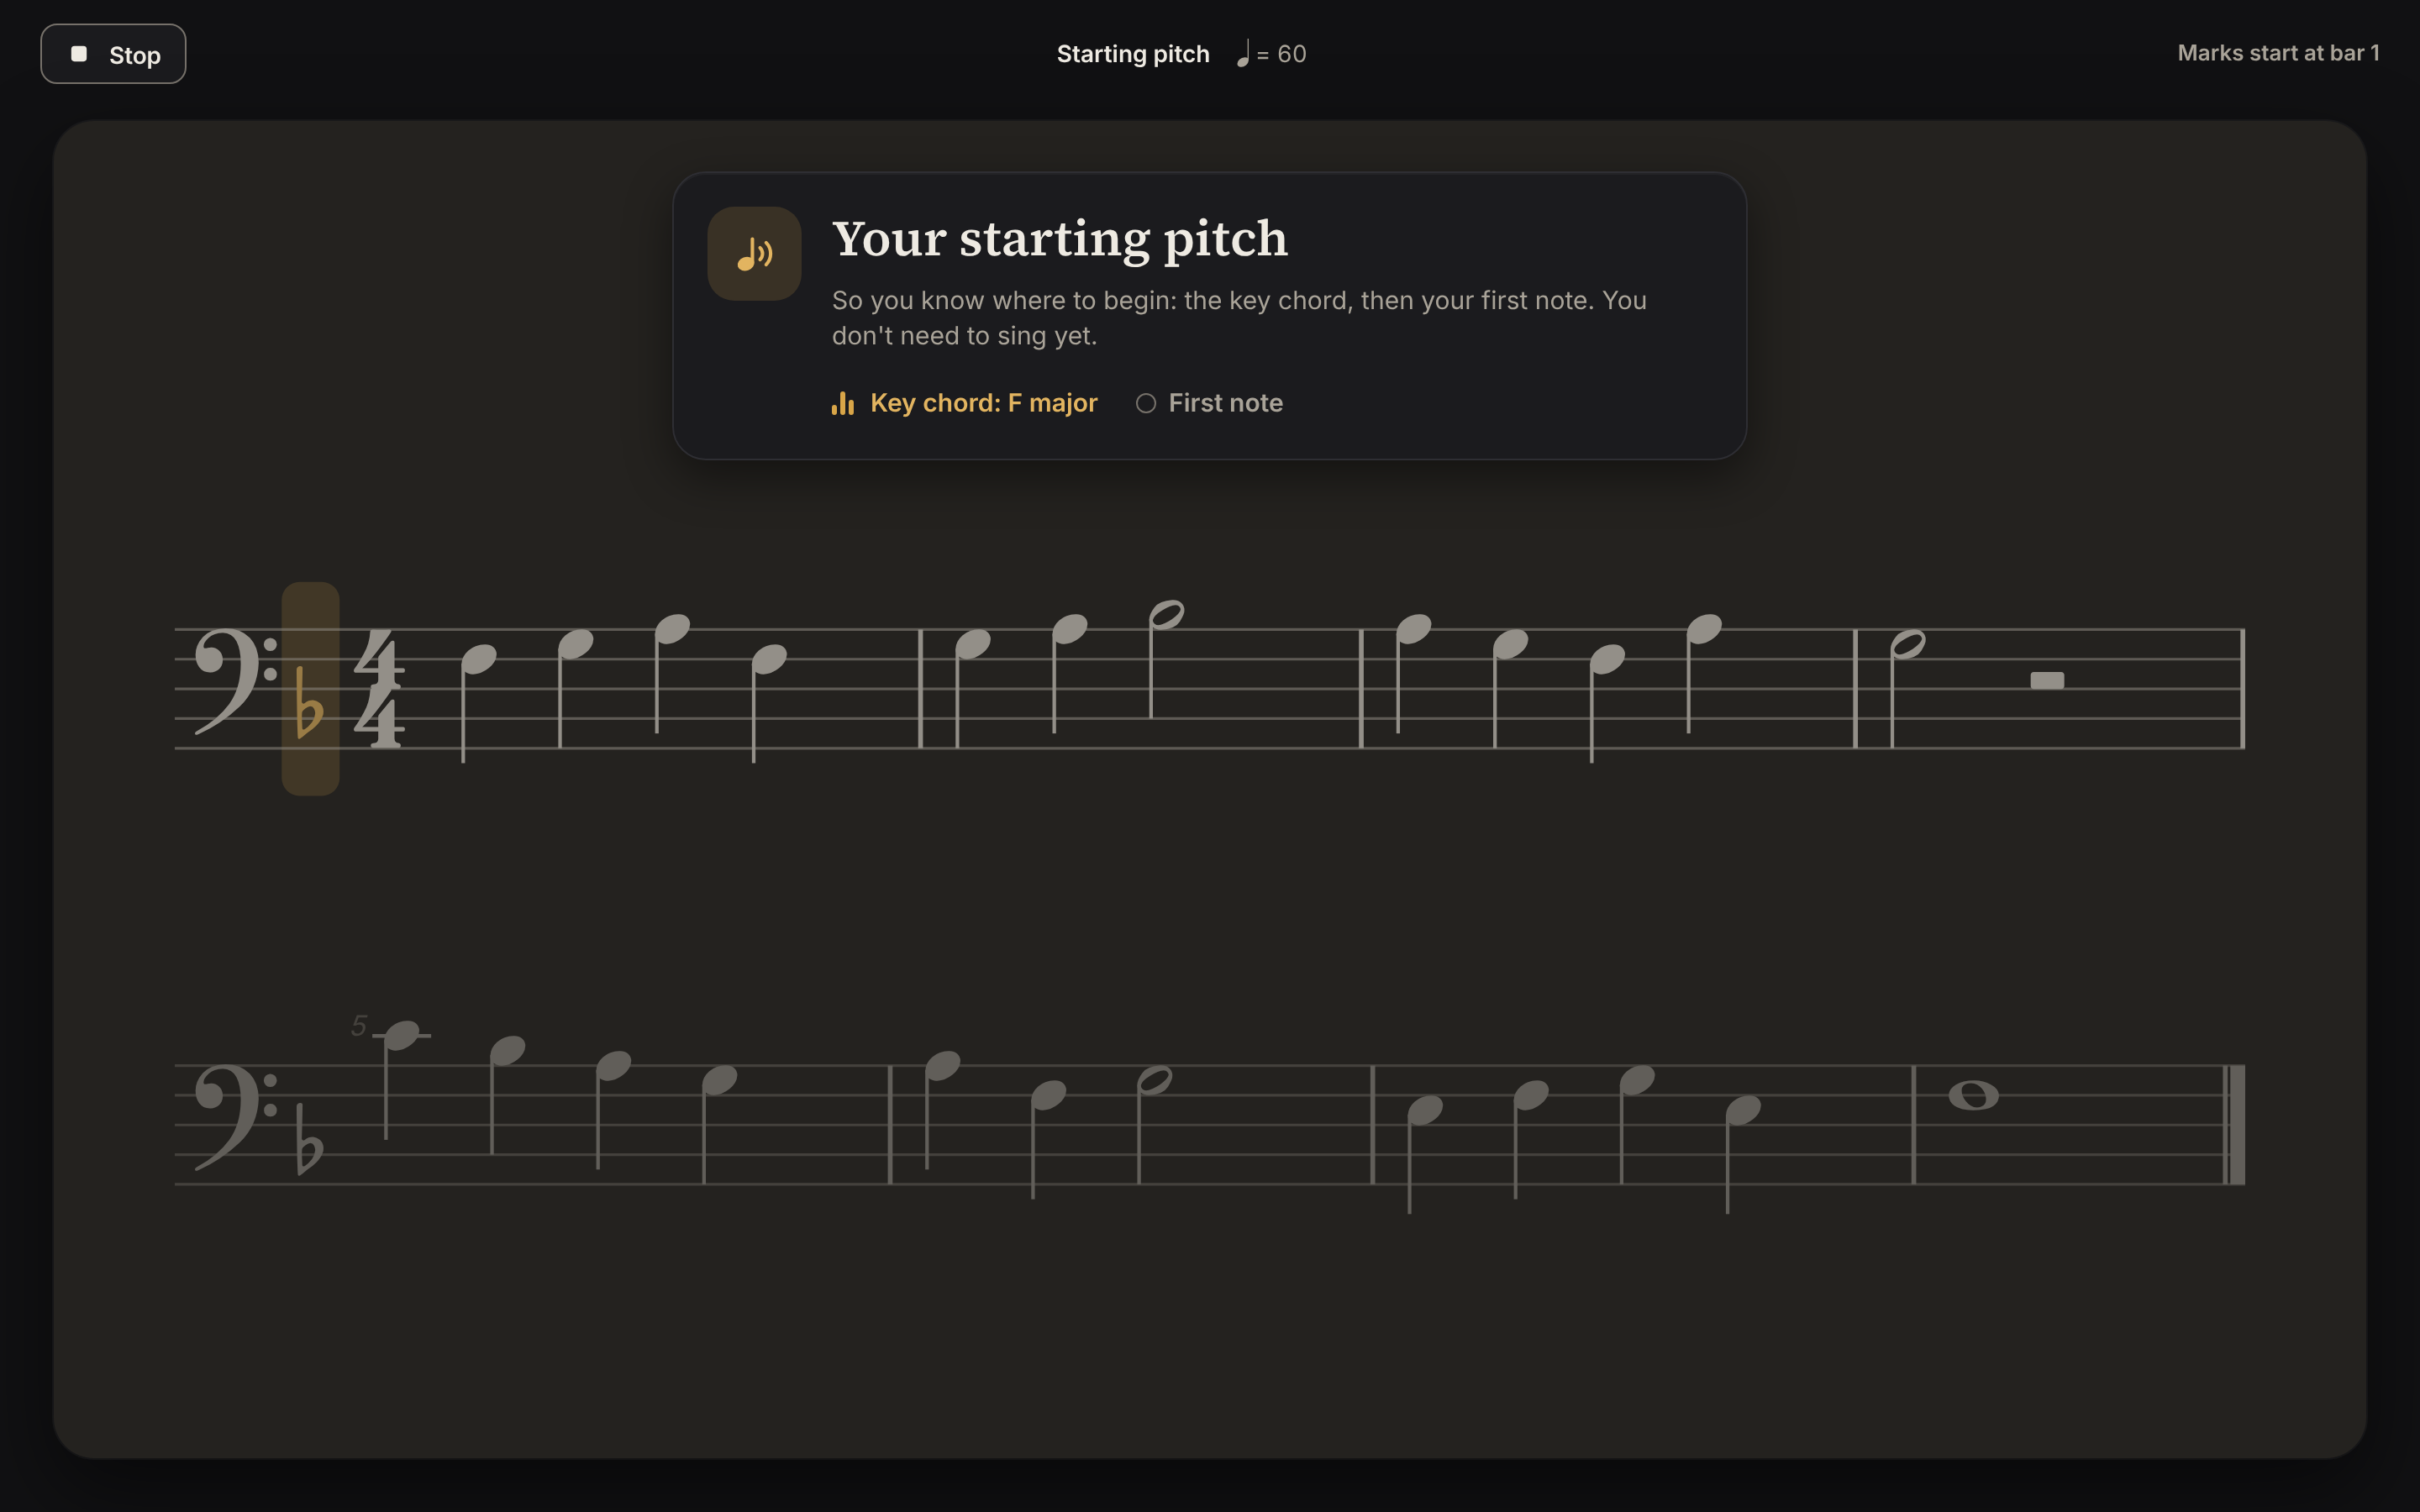 Stop
Starting pitch = 60
Marks start at bar 1
Your starting pitch
So you know where to begin: the key chord, then your first note. You
don't need to sing yet.
Key chord: F major First note
4
4
5